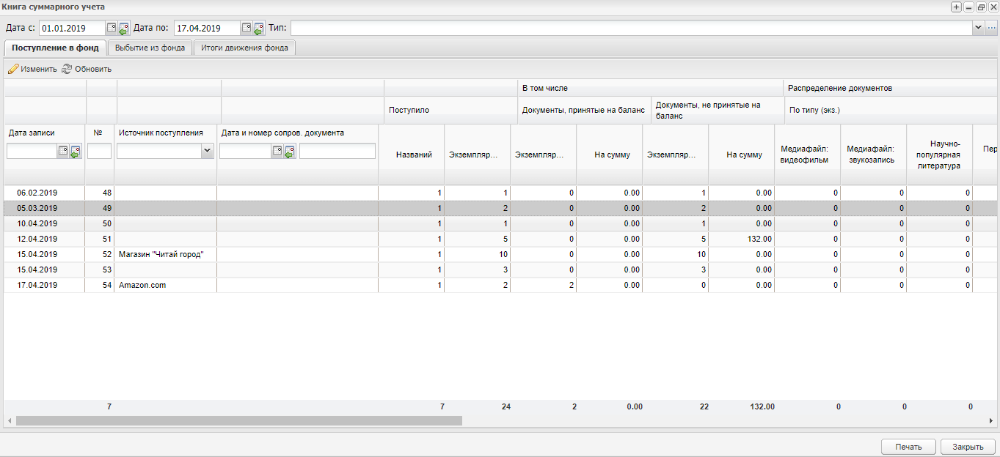 Книга суммарного учета
Дата с: 01.01.2019 Дата по: 17.04.2019 Тип:
Поступление в фонд Выбытие из фонда Итоги движения фонда
Изменить Обновить
В том числе Распределение документов
Поступило Документы, принятые на баланс Документы, не принятые на баланс По типу (экз.)
Дата записи № Источник поступления Дата и номер сопров. документа
Названий Экземпляр... Экземпляр... На сумму Экземпляр... На сумму Медиафайл: видеофильм Медиафайл: звукозапись Научно-популярная литература Пер
06.02.2019 48 1 1 0 0.00 1 0.00 0 0 0
05.03.2019 49 1 2 0 0.00 2 0.00 0 0 0
10.04.2019 50 1 1 0 0.00 1 0.00 0 0 0
12.04.2019 51 1 5 0 0.00 5 132.00 0 0 0
15.04.2019 52 Магазин "Читай город" 1 10 0 0.00 10 0.00 0 0 0
15.04.2019 53 1 3 0 0.00 3 0.00 0 0 0
17.04.2019 54 Amazon.com 1 2 2 0.00 0 0.00 0 0 0
7 7 24 2 0.00 22 132.00 0 0 0
Печать Закрыть